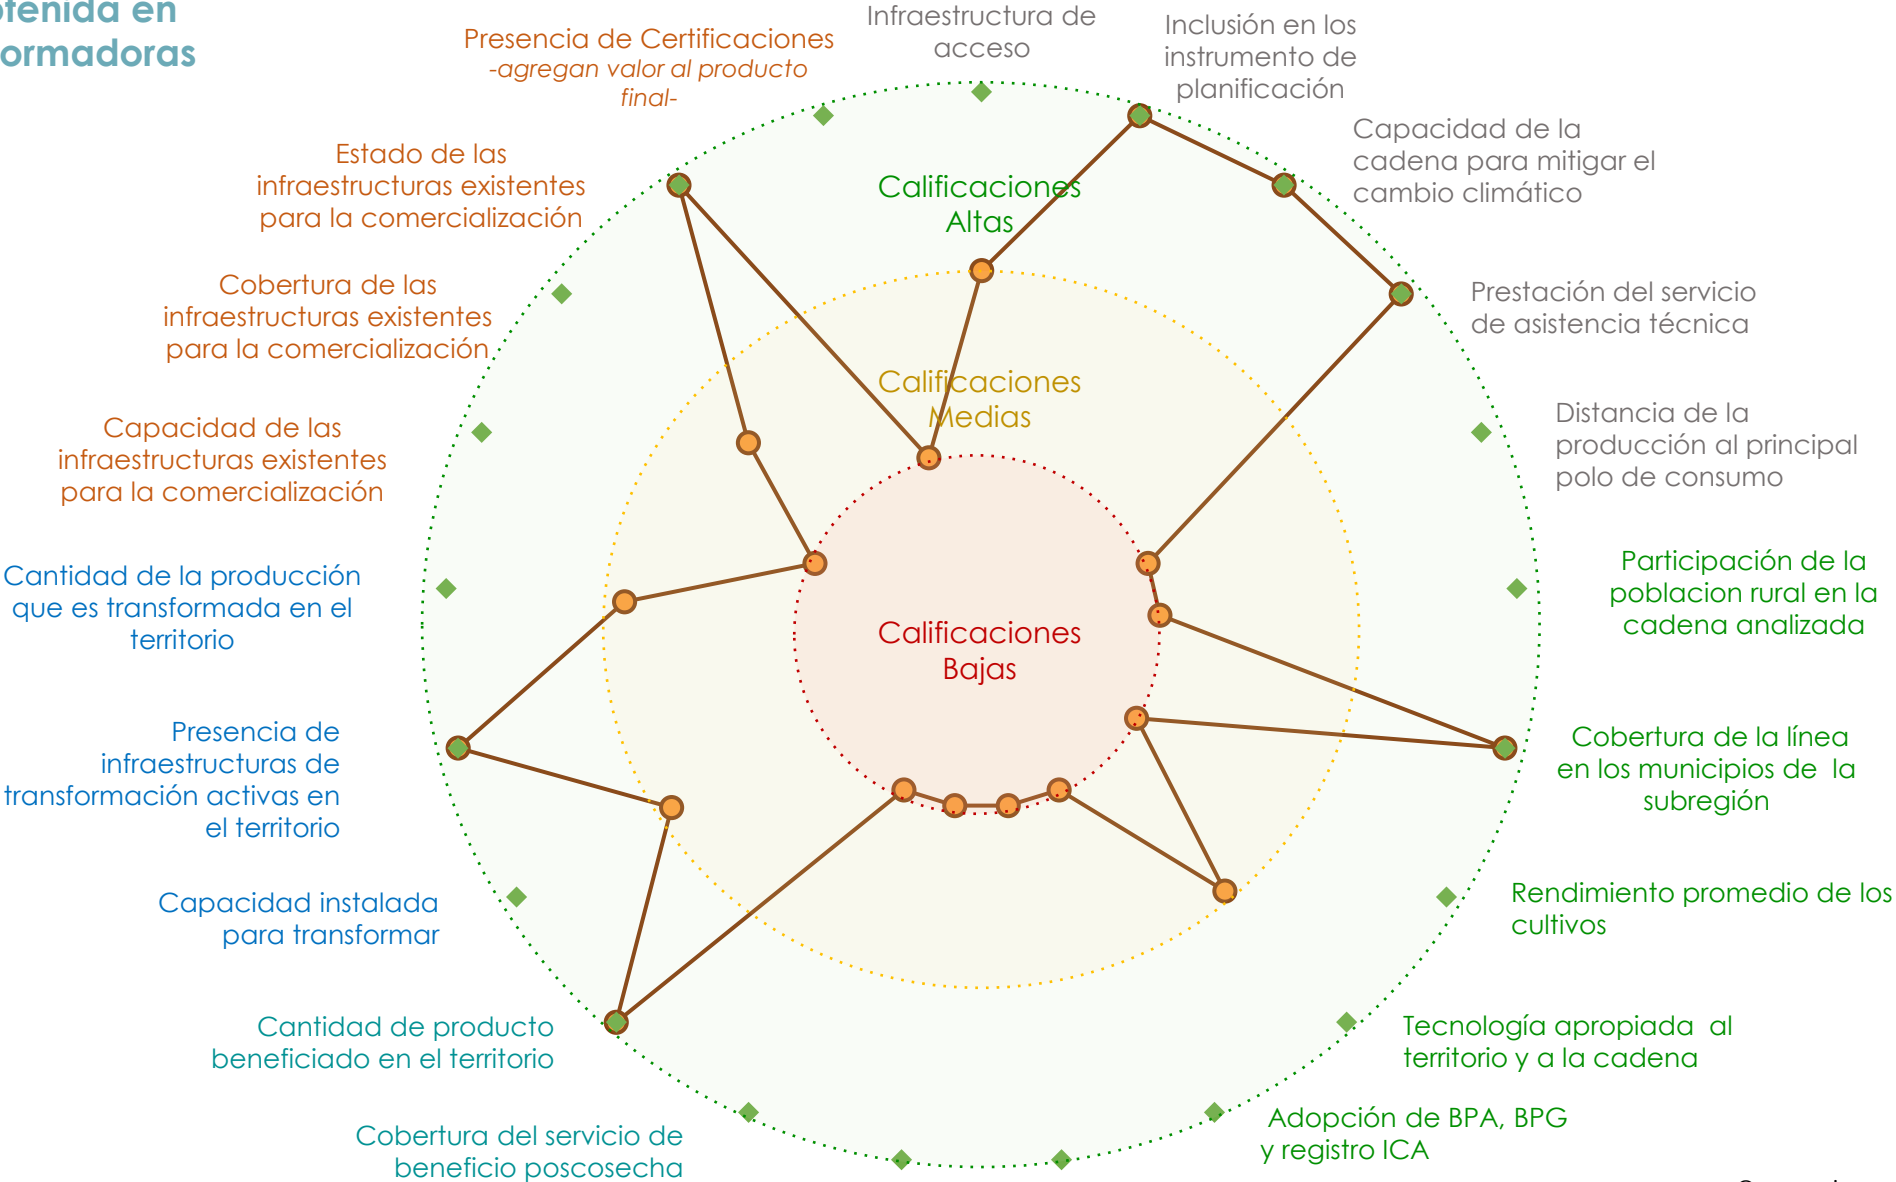 ormadoras
Infraestructura de
acceso
Inclusión en los
instrumento de
planificación
Presencia de Certificaciones
-agregan valor al producto
final-
Capacidad de la
cadena para mitigar el
cambio climático
Estado de las
infraestructuras existentes
para la comercialización
Calificaciones
Altas
Cobertura de las
infraestructuras existentes
para la comercialización
Prestación del servicio
de asistencia técnica
Calificaciones
Medias
Distancia de la
producción al principal
polo de consumo
Capacidad de las
infraestructuras existentes
para la comercialización
Participación de la
poblacion rural en la
cadena analizada
Cantidad de la producción
que es transformada en el
territorio
Calificaciones
Bajas
Presencia de
infraestructuras de
transformación activas en
el territorio
Cobertura de la línea
en los municipios de  la
subregión
Capacidad instalada
para transformar
Rendimiento promedio de los
cultivos
Cantidad de producto
beneficiado en el territorio
Tecnología apropiada  al
territorio y a la cadena
Adopción de BPA, BPG
y registro ICA
Cobertura del servicio de
beneficio poscosecha